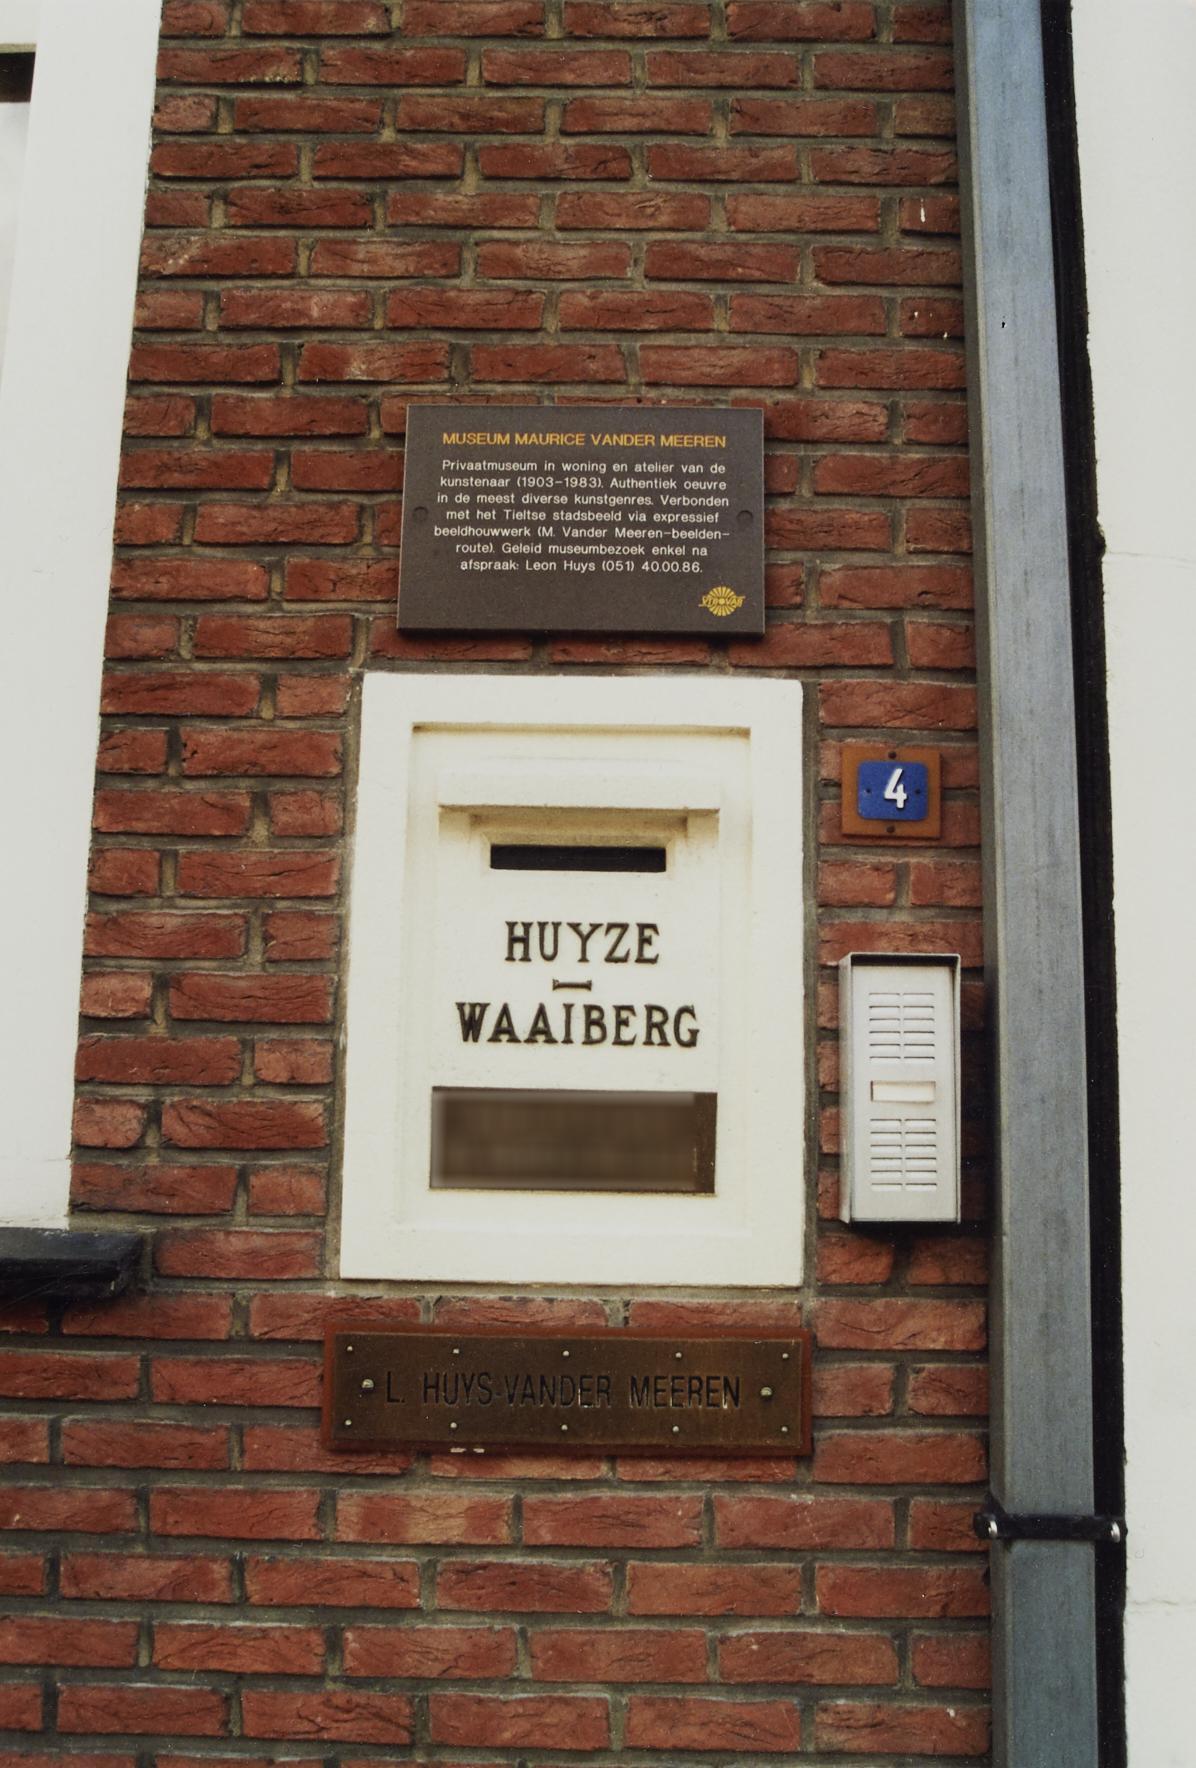 MUSEUM MAURICE VANDER MEEREN
Privaatmuseum in woning en atelier van de
kunstenaar (1903-1983). Authentiek oeuvre
in de meest diverse kunstgenres. Verbonden
met het Tieltse stadsbeeld via expressief
beeldhouwwerk (M. Vander Meeren-beelden-
route). Geleid museumbezoek enkel na
afspraak: Leon Huys (051) 40.00.86.
4
HUYZE
-
WAAIBERG
L. HUYS-VANDER MEEREN